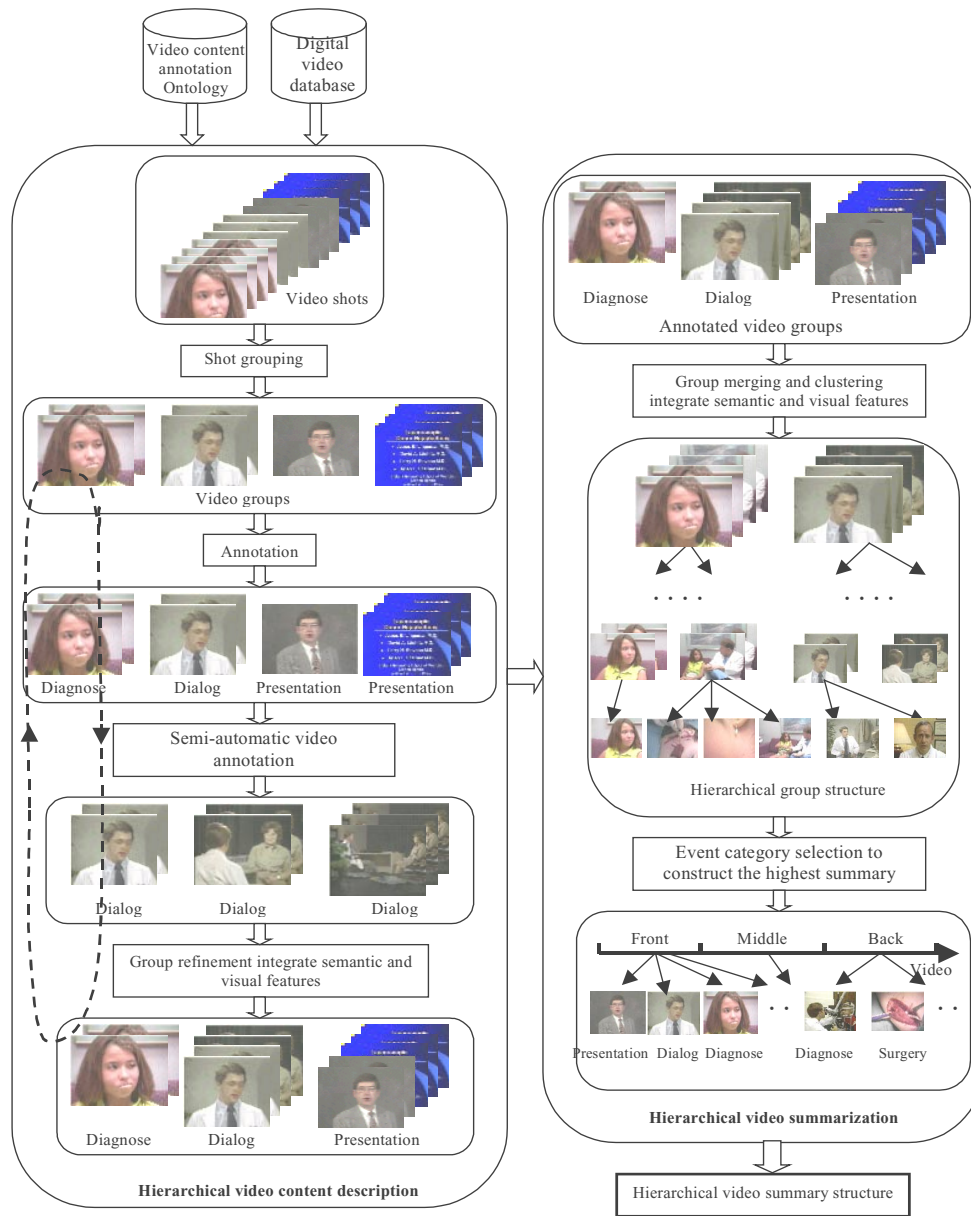 Video content
annotation
Ontology
Digital
video
database
Video shots
Shot grouping
Video groups
Annotation
Diagnose
Dialog
Presentation
Presentation
Semi-automatic video
annotation
Dialog
Dialog
Dialog
Group refinement integrate semantic and
visual features
Diagnose
Dialog
Presentation
Hierarchical video content description
Diagnose
Dialog
Presentation
Annotated video groups
Group merging and clustering
integrate semantic and visual features
. . . .
. . . .
Hierarchical group structure
Event category selection to
construct the highest summary
Front
Middle
Back
Video
. .
. .
Presentation
Dialog
Diagnose
Diagnose
Surgery
Hierarchical video summarization
Hierarchical video summary structure